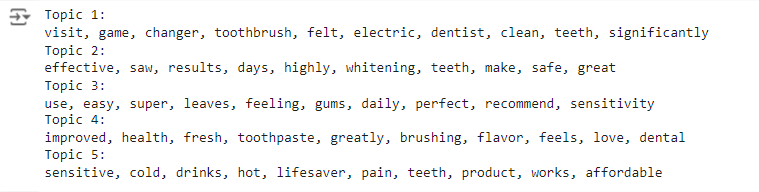 Topic 1:
visit, game, changer, toothbrush, felt, electric, dentist, clean, teeth, significantly
Topic 2:
effective, saw, results, days, highly, whitening, teeth, make, safe, great
Topic 3:
use, easy, super, leaves, feeling, gums, daily, perfect, recommend, sensitivity
Topic 4:
improved, health, fresh, toothpaste, greatly, brushing, flavor, feels, love, dental
Topic 5:
sensitive, cold, drinks, hot, lifesaver, pain, teeth, product, works, affordable